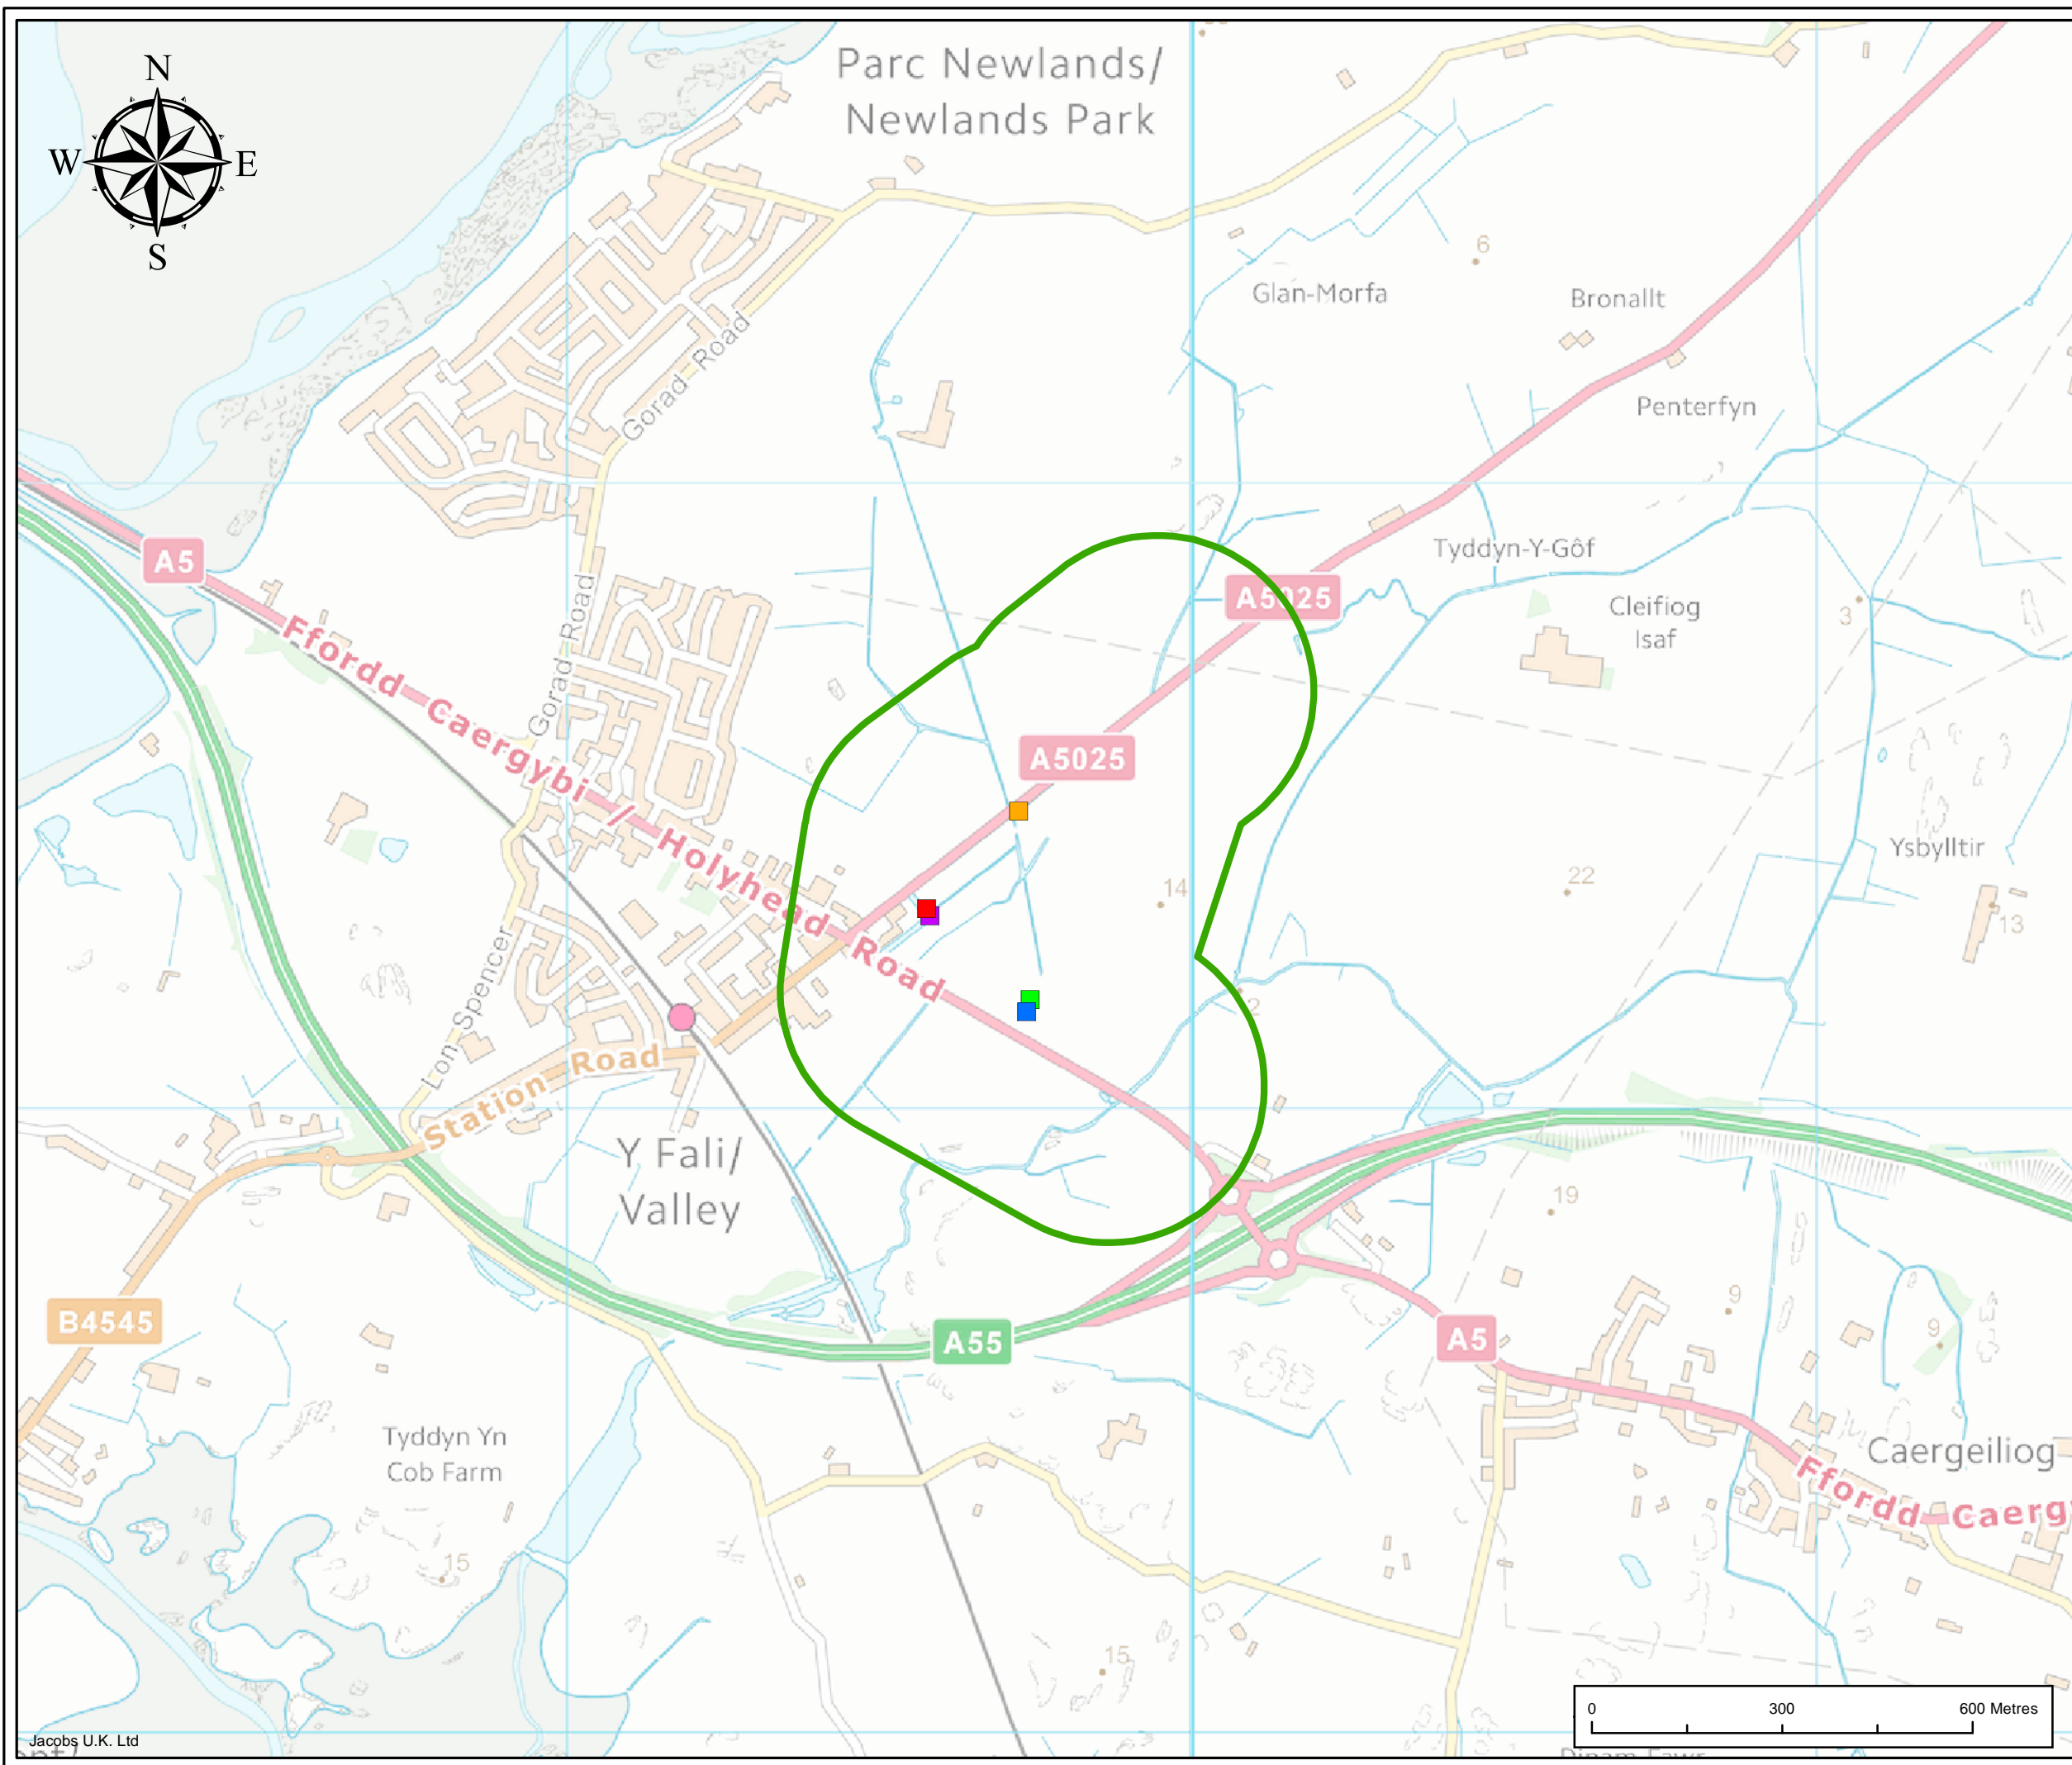 Parc Newlands/
Newlands Park
N
W
E
S
6
Glan-Morfa
Bronallt
Gorad Road
Penterfyn
A5
Tyddyn-Y-Gôf
A5025
Cleifiog
Isaf
3
Gorad Road
Ffordd Caergybi / Holyhead Road
A5025
Ysbylltir
14
22
13
Lon Spencer
2
Station Road
Y Fali/
Valley
19
B4545
9
A55
A5
9
Tyddyn Yn
Cob Farm
Caergeiliog
Ffordd Caerg
15
15
0 300 600 Metres
Jacobs U.K. Ltd